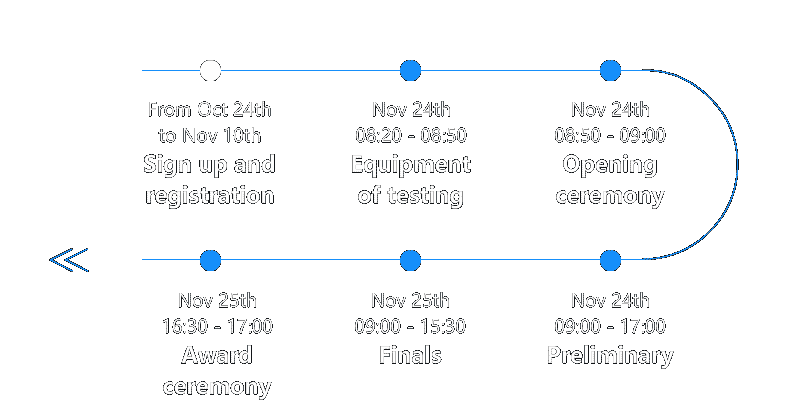 From Oct 24th
to Nov 10th
Sign up and
registration
Nov 24th
08:20 - 08:50
Equipment
of testing
Nov 24th
08:50 - 09:00
Opening
ceremony
Nov 24th
09:00 - 17:00
Preliminary
Nov 25th
09:00 - 15:30
Finals
Nov 25th
16:30 - 17:00
Award
ceremony